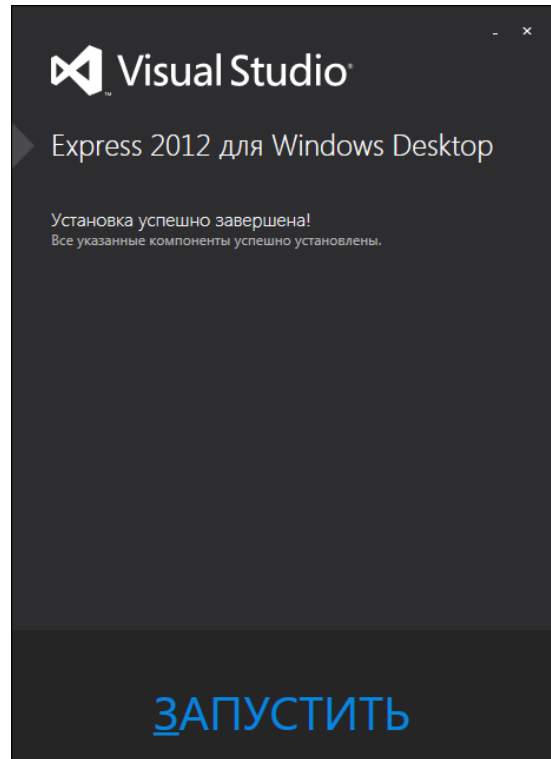 Visual Studio
Express 2012 для Windows Desktop
Установка успешно завершена!
Все указанные компоненты успешно установлены.
ЗАПУСТИТЬ